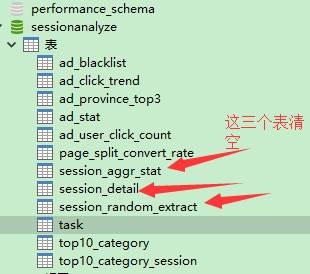 performance_schema
sessionanalyze
表
ad_blacklist
ad_click_trend
ad_province_top3
ad_stat
ad_user_click_count
page_split_convert_rate
session_aggr_stat
session_detail
session_random_extract
task
top10_category
top10_category_session
这三个表清
空